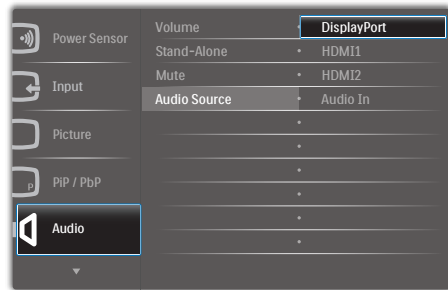 Power Sensor
Input
Picture
P
PiP / PbP
Audio
Volume
Stand-Alone
Mute
Audio Source
DisplayPort
HDMI1
HDMI2
Audio In